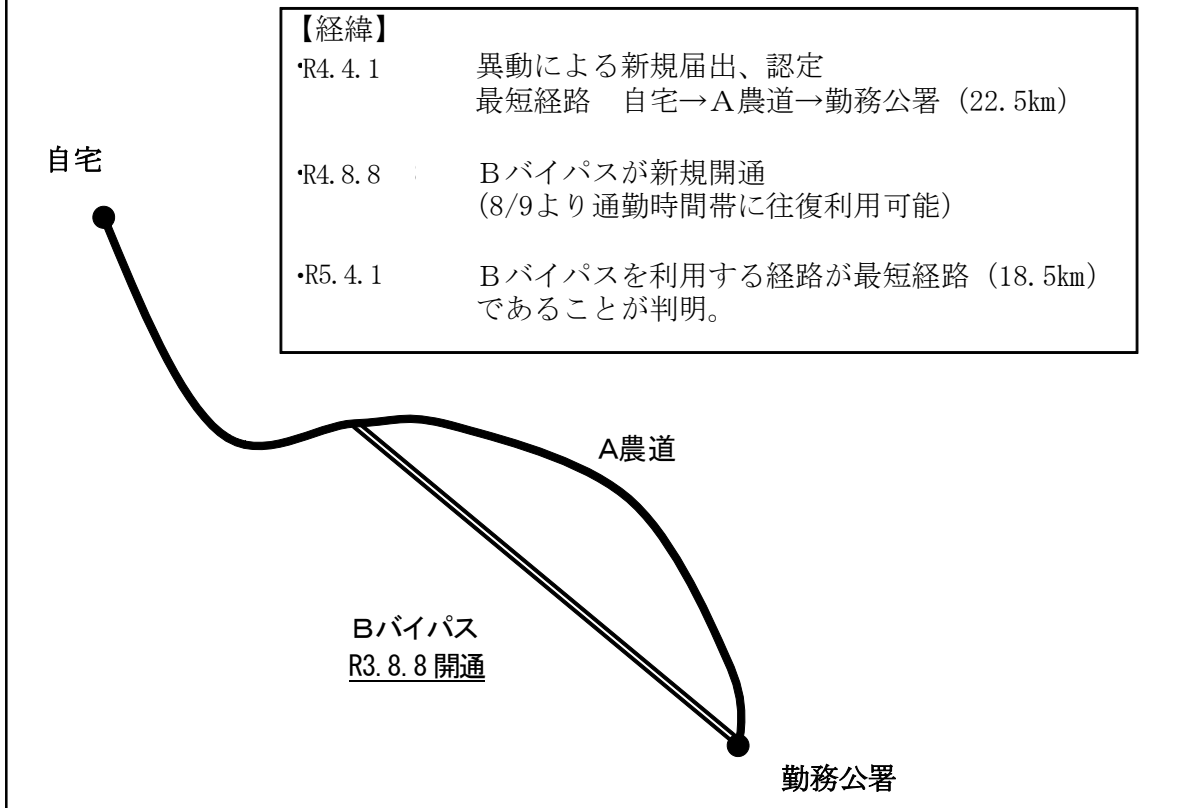 【経緯】
・R4.4.1 異動による新規届出、認定
最短経路　自宅→A農道→勤務公署（22.5km）
・R4.8.8 Bバイパスが新規開通
(8/9より通勤時間帯に往復利用可能)
・R5.4.1 Bバイパスを利用する経路が最短経路（18.5km）
であることが判明。
自宅
A農道
Bバイパス
R3.8.8開通
勤務公署